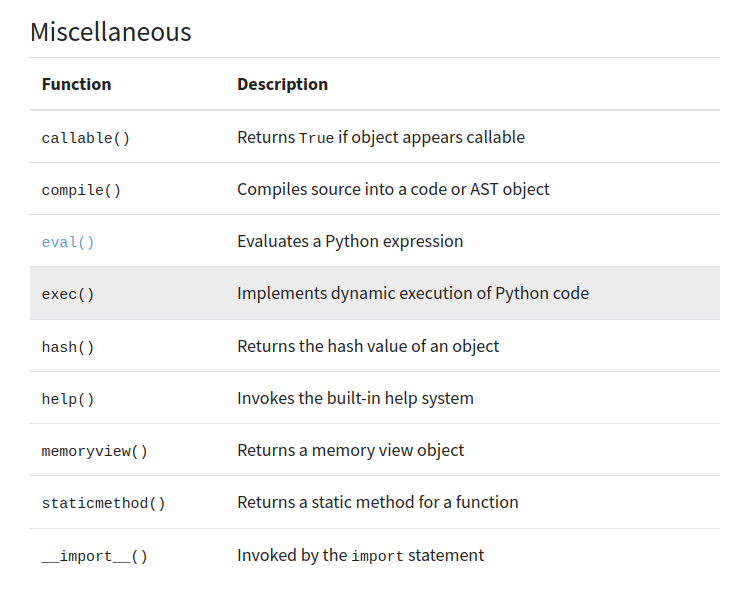 Miscellaneous
Function Description
callable() Returns True if object appears callable
compile() Compiles source into a code or AST object
eval() Evaluates a Python expression
exec() Implements dynamic execution of Python code
hash() Returns the hash value of an object
help() Invokes the built-in help system
memoryview() Returns a memory view object
staticmethod() Returns a static method for a function
__import__() Invoked by the import statement